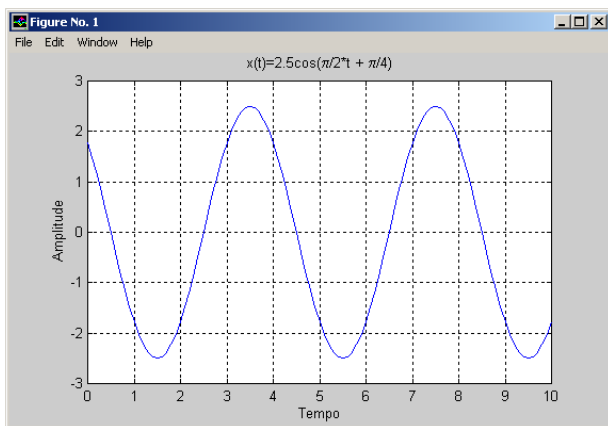 Figure No. 1
File Edit Window Help
x(t)=2.5cos(π/2*t + π/4)
3
2
1
0
-1
-2
-3
Amplitude
0 1 2 3 4 5 6 7 8 9 10
Tempo